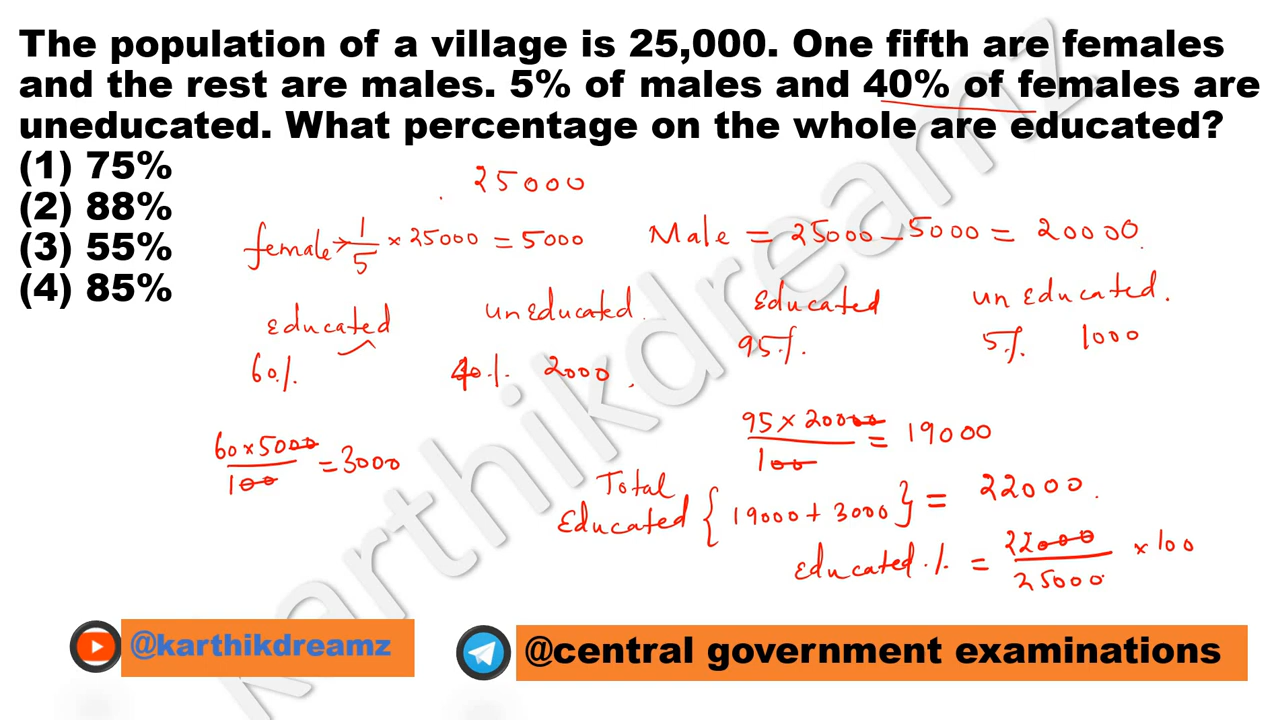 The population of a village is 25,000. One fifth are females
and the rest are males. 5% of males and 40% of females are
uneducated. What percentage on the whole are educated?
(1) 75%
(2) 88%
(3) 55%
(4) 85%
25000
female → 1/5 × 25000 = 5000
Male = 25000 – 5000 = 20000
Educated unEducated.
60% 40% 2000
60 × 5000 / 100 = 3000
Educated un Educated.
95% 5% 1000
95 × 20000 / 100 = 19000
Total
Educated { 19000 + 3000 } = 22000.
Educated % = 22000 / 25000 × 100
@karthikdreamz
@central government examinations
karthikdreamz